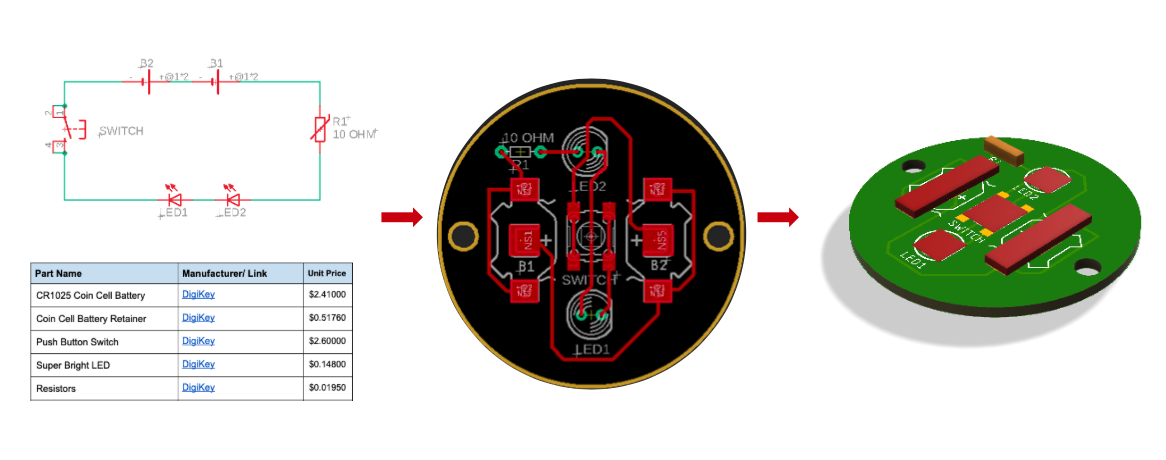 B2
B1
- +@1*2 - +@1*2
2
1
SWITCH
4
3
R1
10 OHM
LED1
LED2
Part Name Manufacturer/ Link Unit Price
CR1025 Coin Cell Battery DigiKey $2.41000
Coin Cell Battery Retainer DigiKey $0.51760
Push Button Switch DigiKey $2.60000
Super Bright LED DigiKey $0.14800
Resistors DigiKey $0.01950
10 OHM
R1
LED2
NS1
+
B1
+
NS5
B2
SWITCH
LED1
LED2
SWITCH
LED1